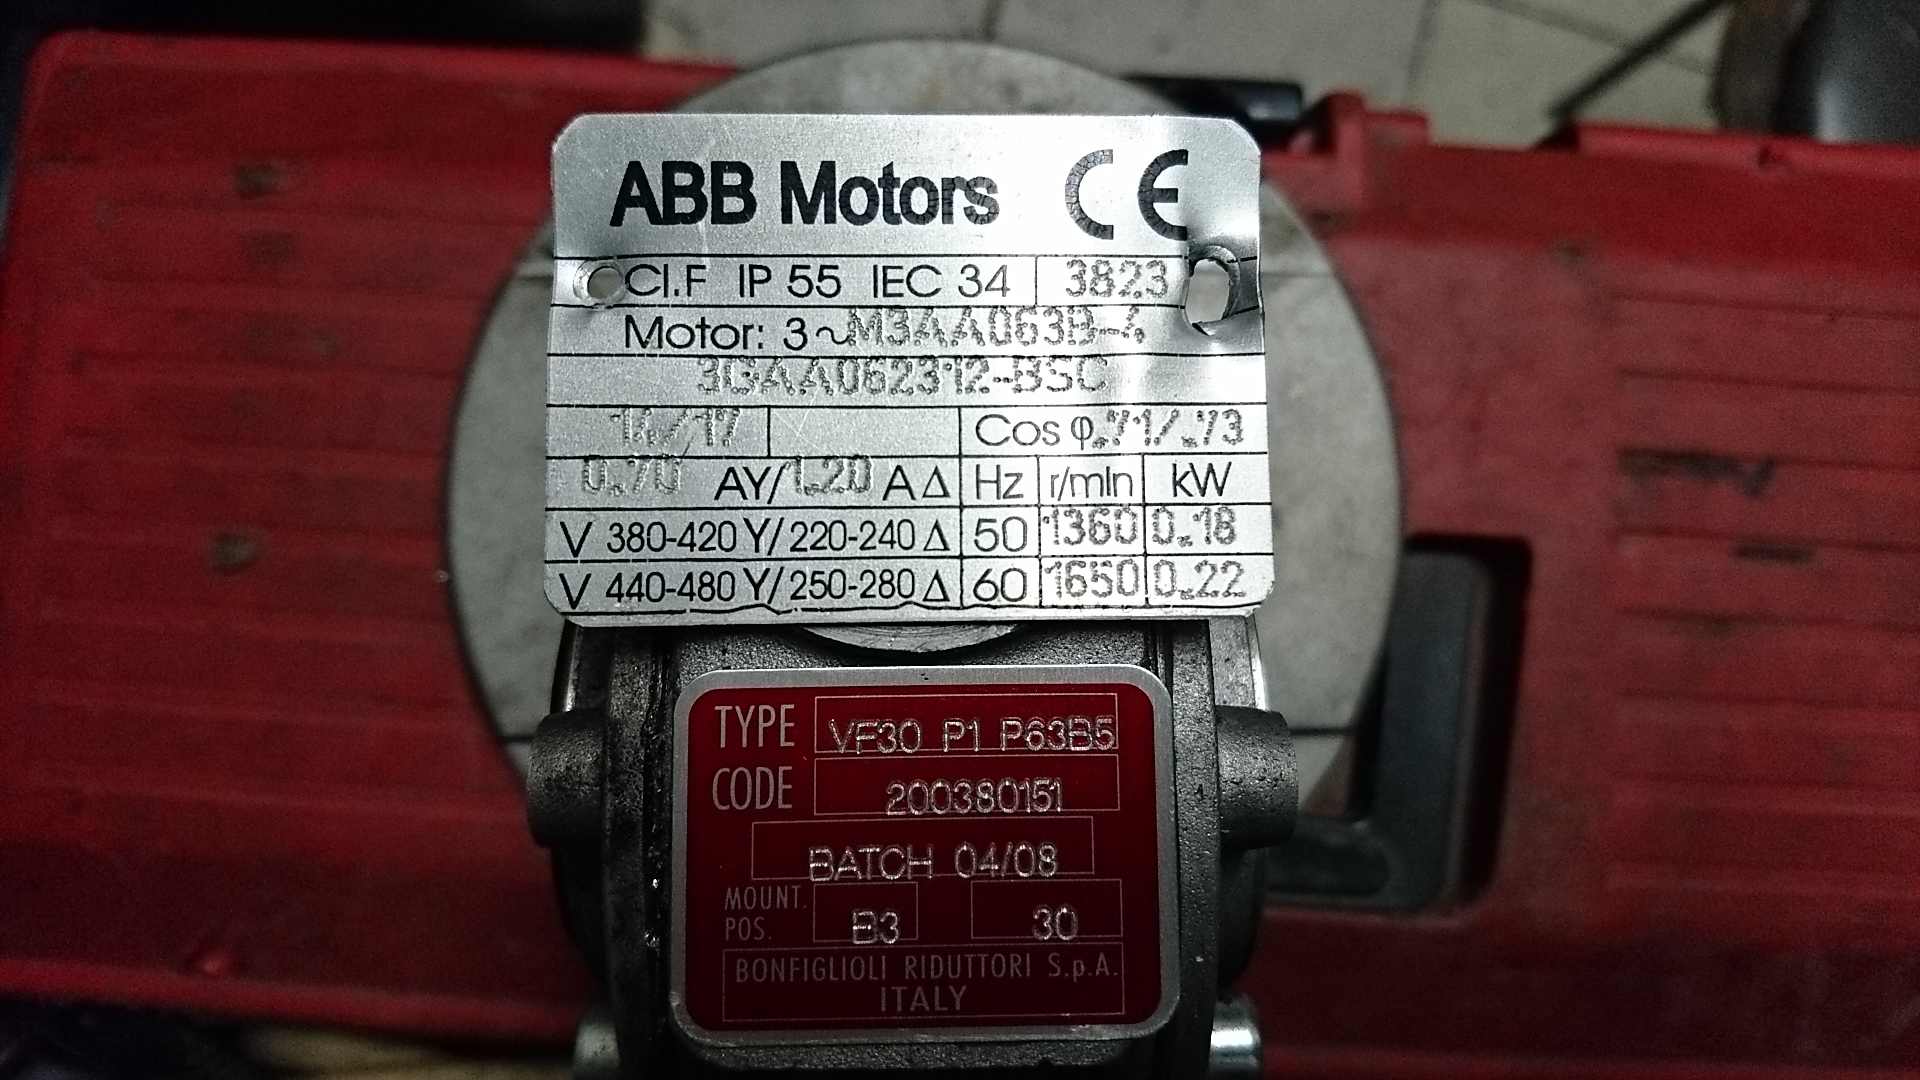 ABB Motors CE
Cl.F IP 55 IEC 34 3823
Motor: 3~ M3AA063B-4
3GAA062312-BSC
14/17 Cos φ .71/.73
0.70 AY/ 1.20 A Δ Hz r/min kW
V 380-420 Y/ 220-240 Δ 50 1360 0.18
V 440-480 Y/ 250-280 Δ 60 1650 0.22
TYPE VF30 P1 P63B5
CODE 200380151
BATCH 04/08
MOUNT. POS. B3 30
BONFIGLIOLI RIDUTTORI S.p.A.
ITALY